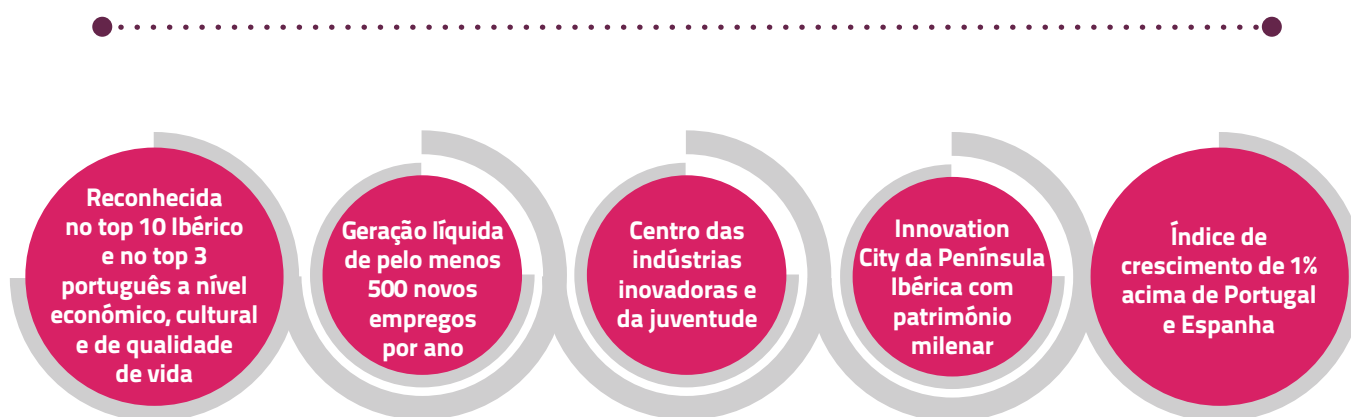 Reconhecida
no top 10 Ibérico
e no top 3
português a nível
económico, cultural
e de qualidade
de vida
Geração líquida
de pelo menos
500 novos
empregos
por ano
Centro das
indústrias
inovadoras e
da juventude
Innovation
City da Península
Ibérica com
património
milenar
Índice de
crescimento de 1%
acima de Portugal
e Espanha